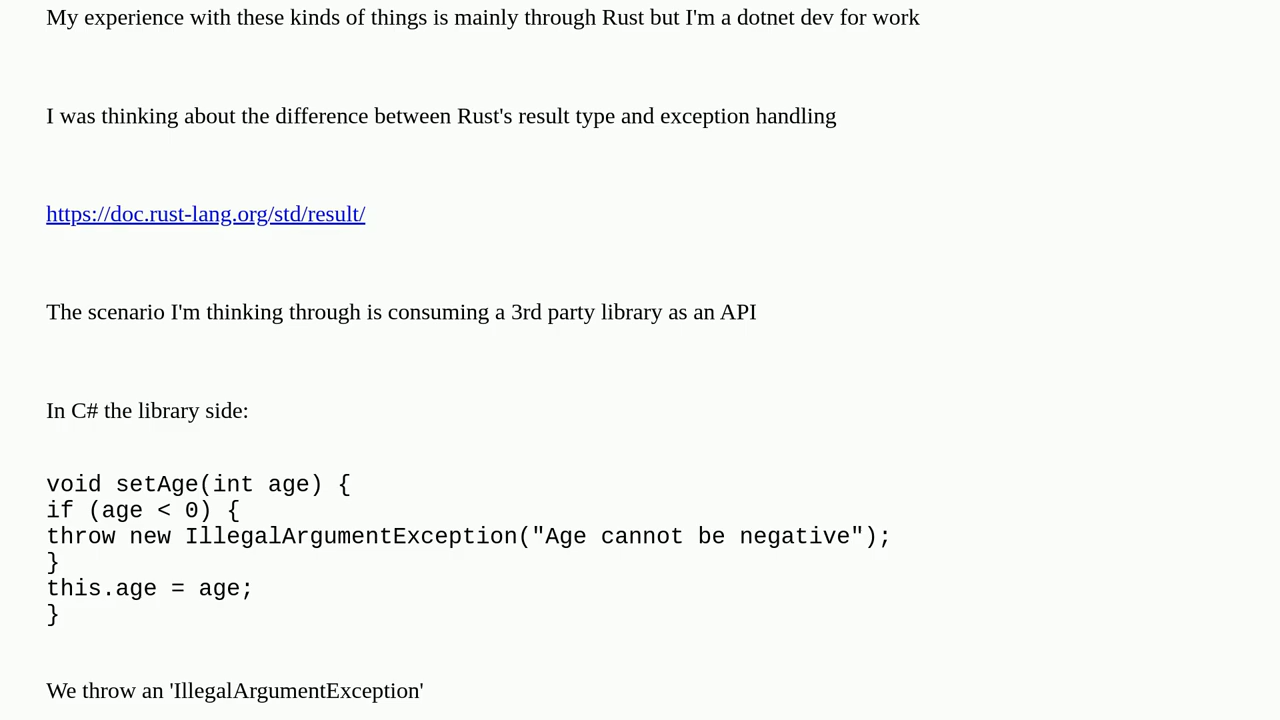 My experience with these kinds of things is mainly through Rust but I'm a dotnet dev for work
I was thinking about the difference between Rust's result type and exception handling
https://doc.rust-lang.org/std/result/
The scenario I'm thinking through is consuming a 3rd party library as an API
In C# the library side:
void setAge(int age) {
if (age < 0) {
throw new IllegalArgumentException("Age cannot be negative");
}
this.age = age;
}
We throw an 'IllegalArgumentException'